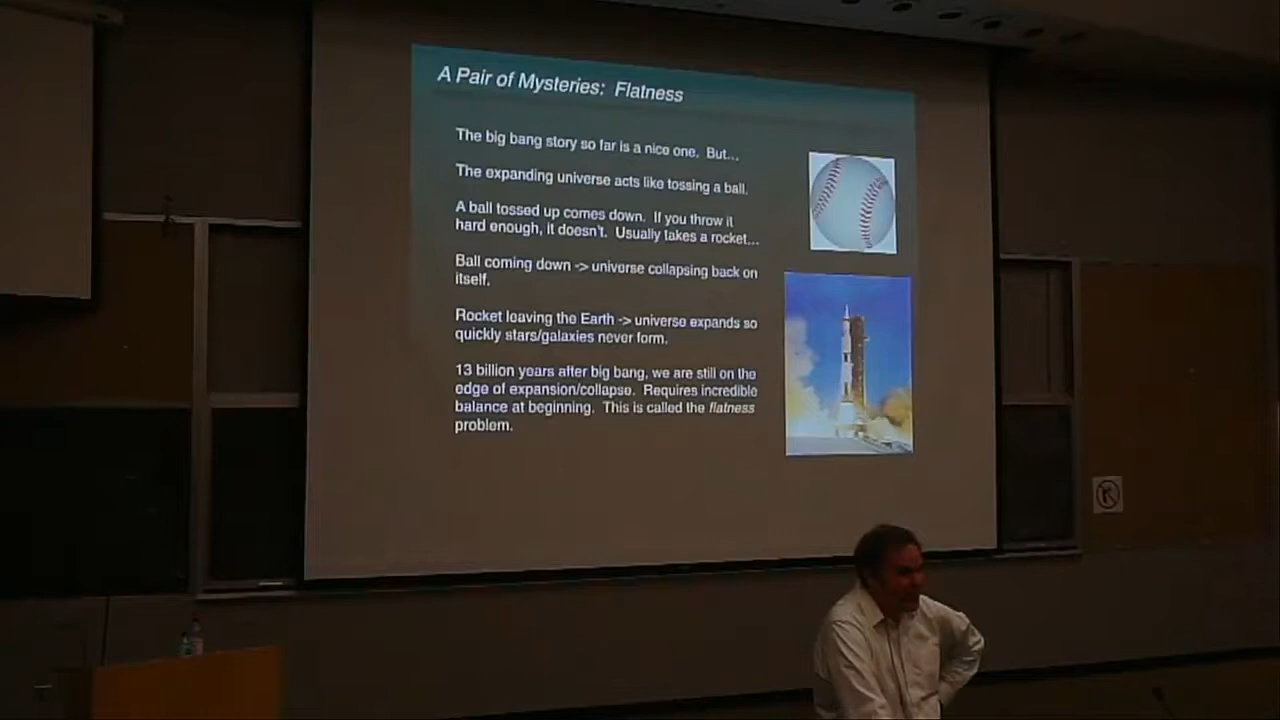 A Pair of Mysteries: Flatness
The big bang story so far is a nice one. But...
The expanding universe acts like tossing a ball.
A ball tossed up comes down. If you throw it
hard enough, it doesn't. Usually takes a rocket...
Ball coming down -> universe collapsing back on
itself.
Rocket leaving the Earth -> universe expands so
quickly stars/galaxies never form.
13 billion years after big bang, we are still on the
edge of expansion/collapse. Requires incredible
balance at beginning. This is called the flatness
problem.